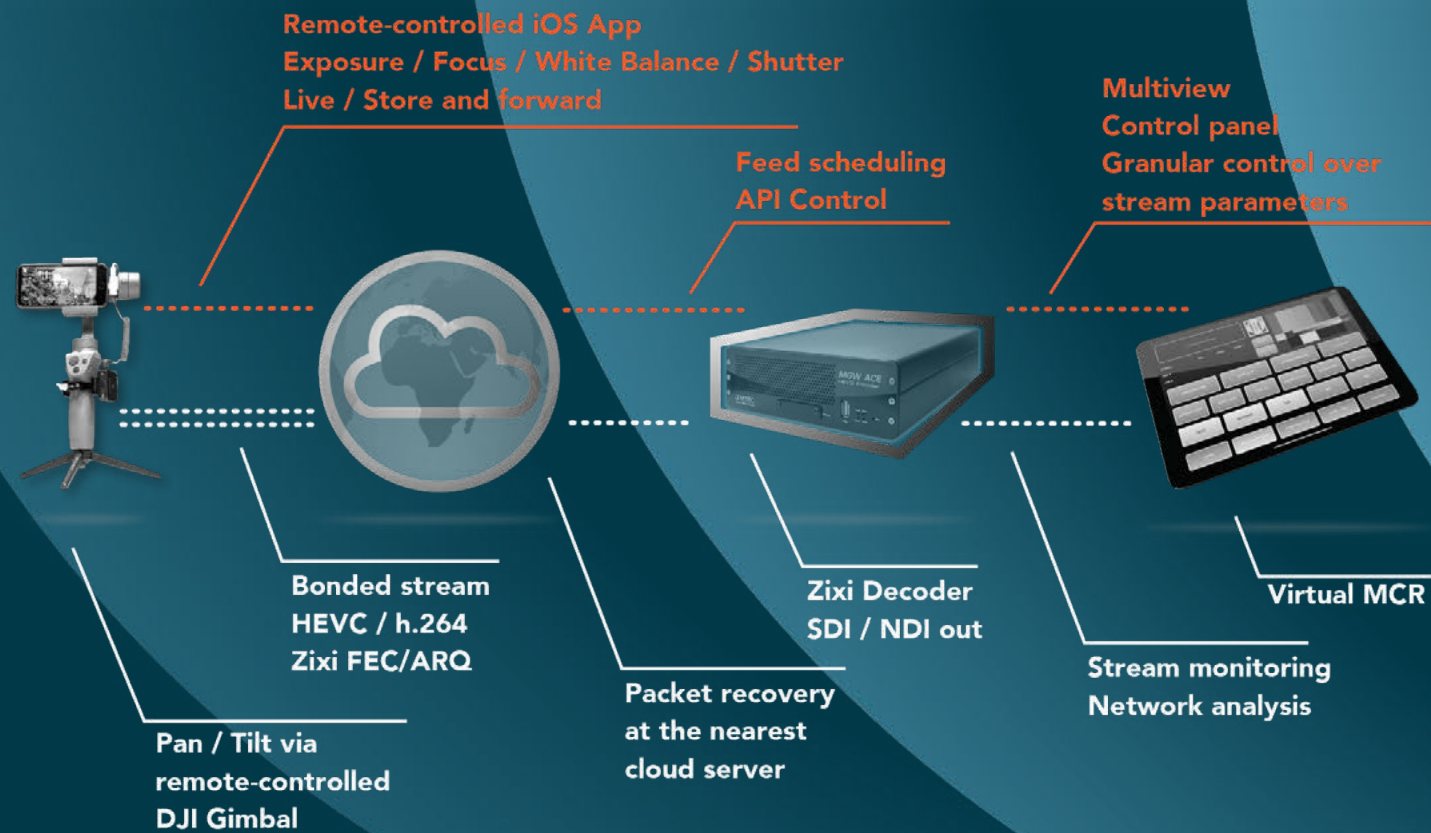 Remote-controlled iOS App
Exposure / Focus / White Balance / Shutter
Live / Store and forward
Feed scheduling
API Control
Multiview
Control panel
Granular control over
stream parameters
MGW ACE
Bonded stream
HEVC / h.264
Zixi FEC/ARQ
Pan / Tilt via
remote-controlled
DJI Gimbal
Packet recovery
at the nearest
cloud server
Zixi Decoder
SDI / NDI out
Stream monitoring
Network analysis
Virtual MCR